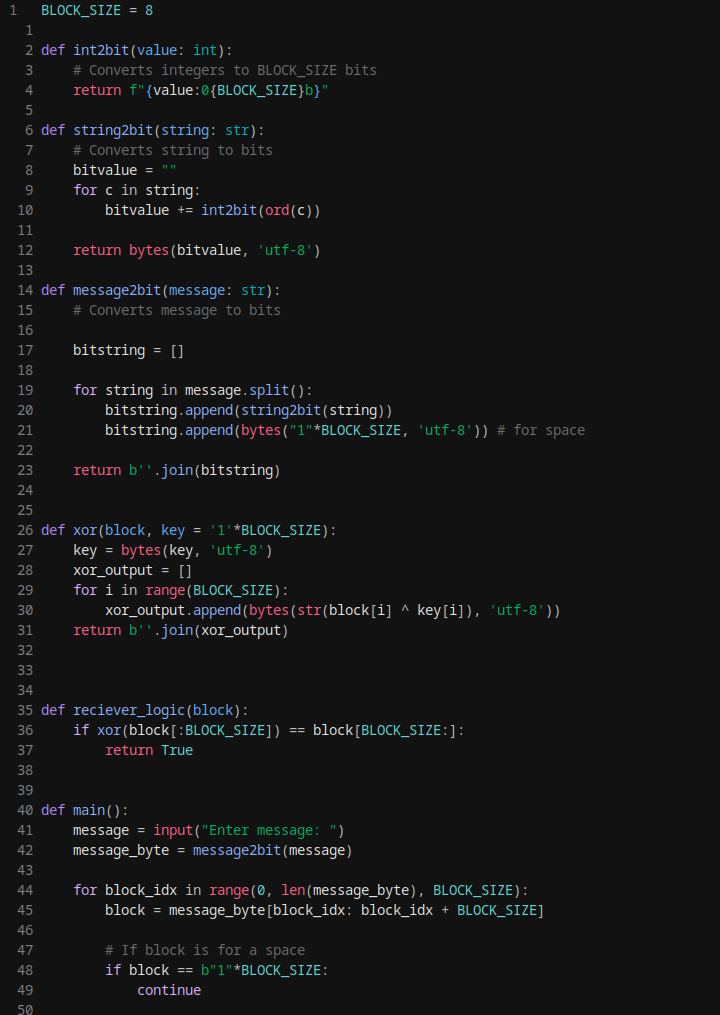 1 BLOCK_SIZE = 8
1
2 def int2bit(value: int):
3     # Converts integers to BLOCK_SIZE bits
4     return f"{value:0{BLOCK_SIZE}b}"
5
6 def string2bit(string: str):
7     # Converts string to bits
8     bitvalue = ""
9     for c in string:
10         bitvalue += int2bit(ord(c))
11
12     return bytes(bitvalue, 'utf-8')
13
14 def message2bit(message: str):
15     # Converts message to bits
16
17     bitstring = []
18
19     for string in message.split():
20         bitstring.append(string2bit(string))
21         bitstring.append(bytes("1"*BLOCK_SIZE, 'utf-8')) # for space
22
23     return b''.join(bitstring)
24
25
26 def xor(block, key = '1'*BLOCK_SIZE):
27     key = bytes(key, 'utf-8')
28     xor_output = []
29     for i in range(BLOCK_SIZE):
30         xor_output.append(bytes(str(block[i] ^ key[i]), 'utf-8'))
31     return b''.join(xor_output)
32
33
34
35 def reciever_logic(block):
36     if xor(block[:BLOCK_SIZE]) == block[BLOCK_SIZE:]:
37         return True
38
39
40 def main():
41     message = input("Enter message: ")
42     message_byte = message2bit(message)
43
44     for block_idx in range(0, len(message_byte), BLOCK_SIZE):
45         block = message_byte[block_idx: block_idx + BLOCK_SIZE]
46
47         # If block is for a space
48         if block == b"1"*BLOCK_SIZE:
49             continue
50